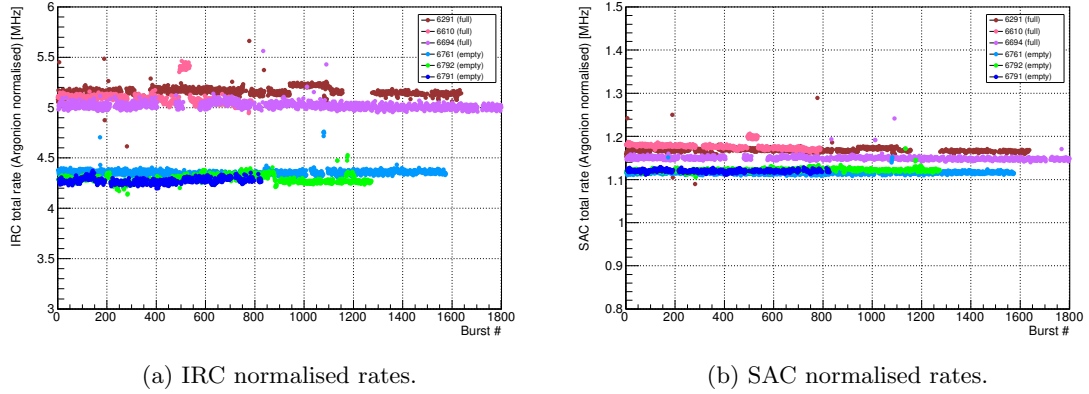 IRC total rate (Argonion normalised) [MHz]
6
5.5
5
4.5
4
3.5
3
0 200 400 600 800 1000 1200 1400 1600 1800
Burst #
6291 (full)
6610 (full)
6694 (full)
6761 (empty)
6792 (empty)
6791 (empty)
(a) IRC normalised rates.
SAC total rate (Argonion normalised) [MHz]
1.5
1.4
1.3
1.2
1.1
1
0.9
0.8
0 200 400 600 800 1000 1200 1400 1600 1800
Burst #
6291 (full)
6610 (full)
6694 (full)
6761 (empty)
6792 (empty)
6791 (empty)
(b) SAC normalised rates.